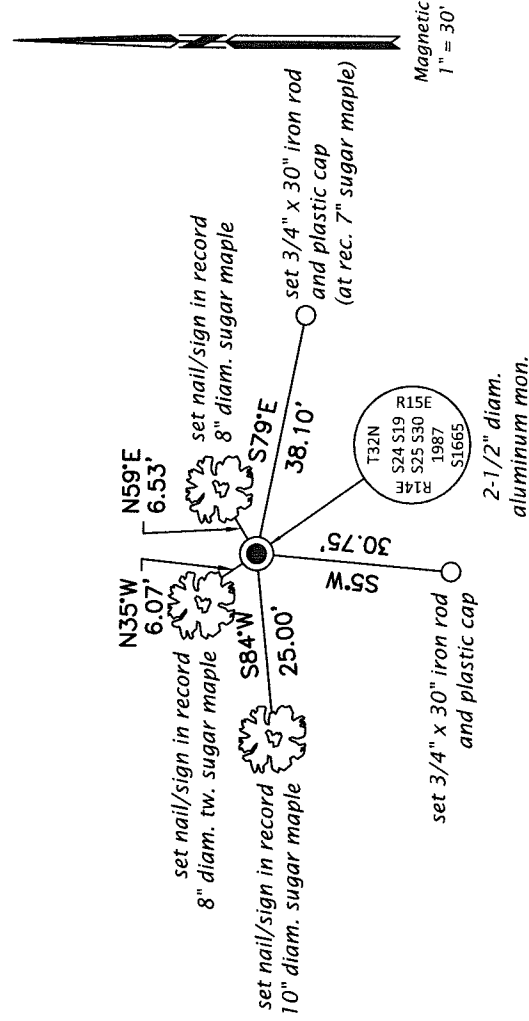 N35°W
6.07'
N59°E
6.53'
set nail/sign in record
8" diam. sugar maple
set nail/sign in record
8" diam. tw. sugar maple
S84°W
25.00'
S79°E
38.10'
set 3/4" x 30" iron rod
and plastic cap
(at rec. 7" sugar maple)
set nail/sign in record
10" diam. sugar maple
S5°W
30.75'
T32N
R14E
S24 S19
S25 S30
R15E
1987
S1665
2-1/2" diam.
aluminum mon.
set 3/4" x 30" iron rod
and plastic cap
N
Magnetic
1" = 30'